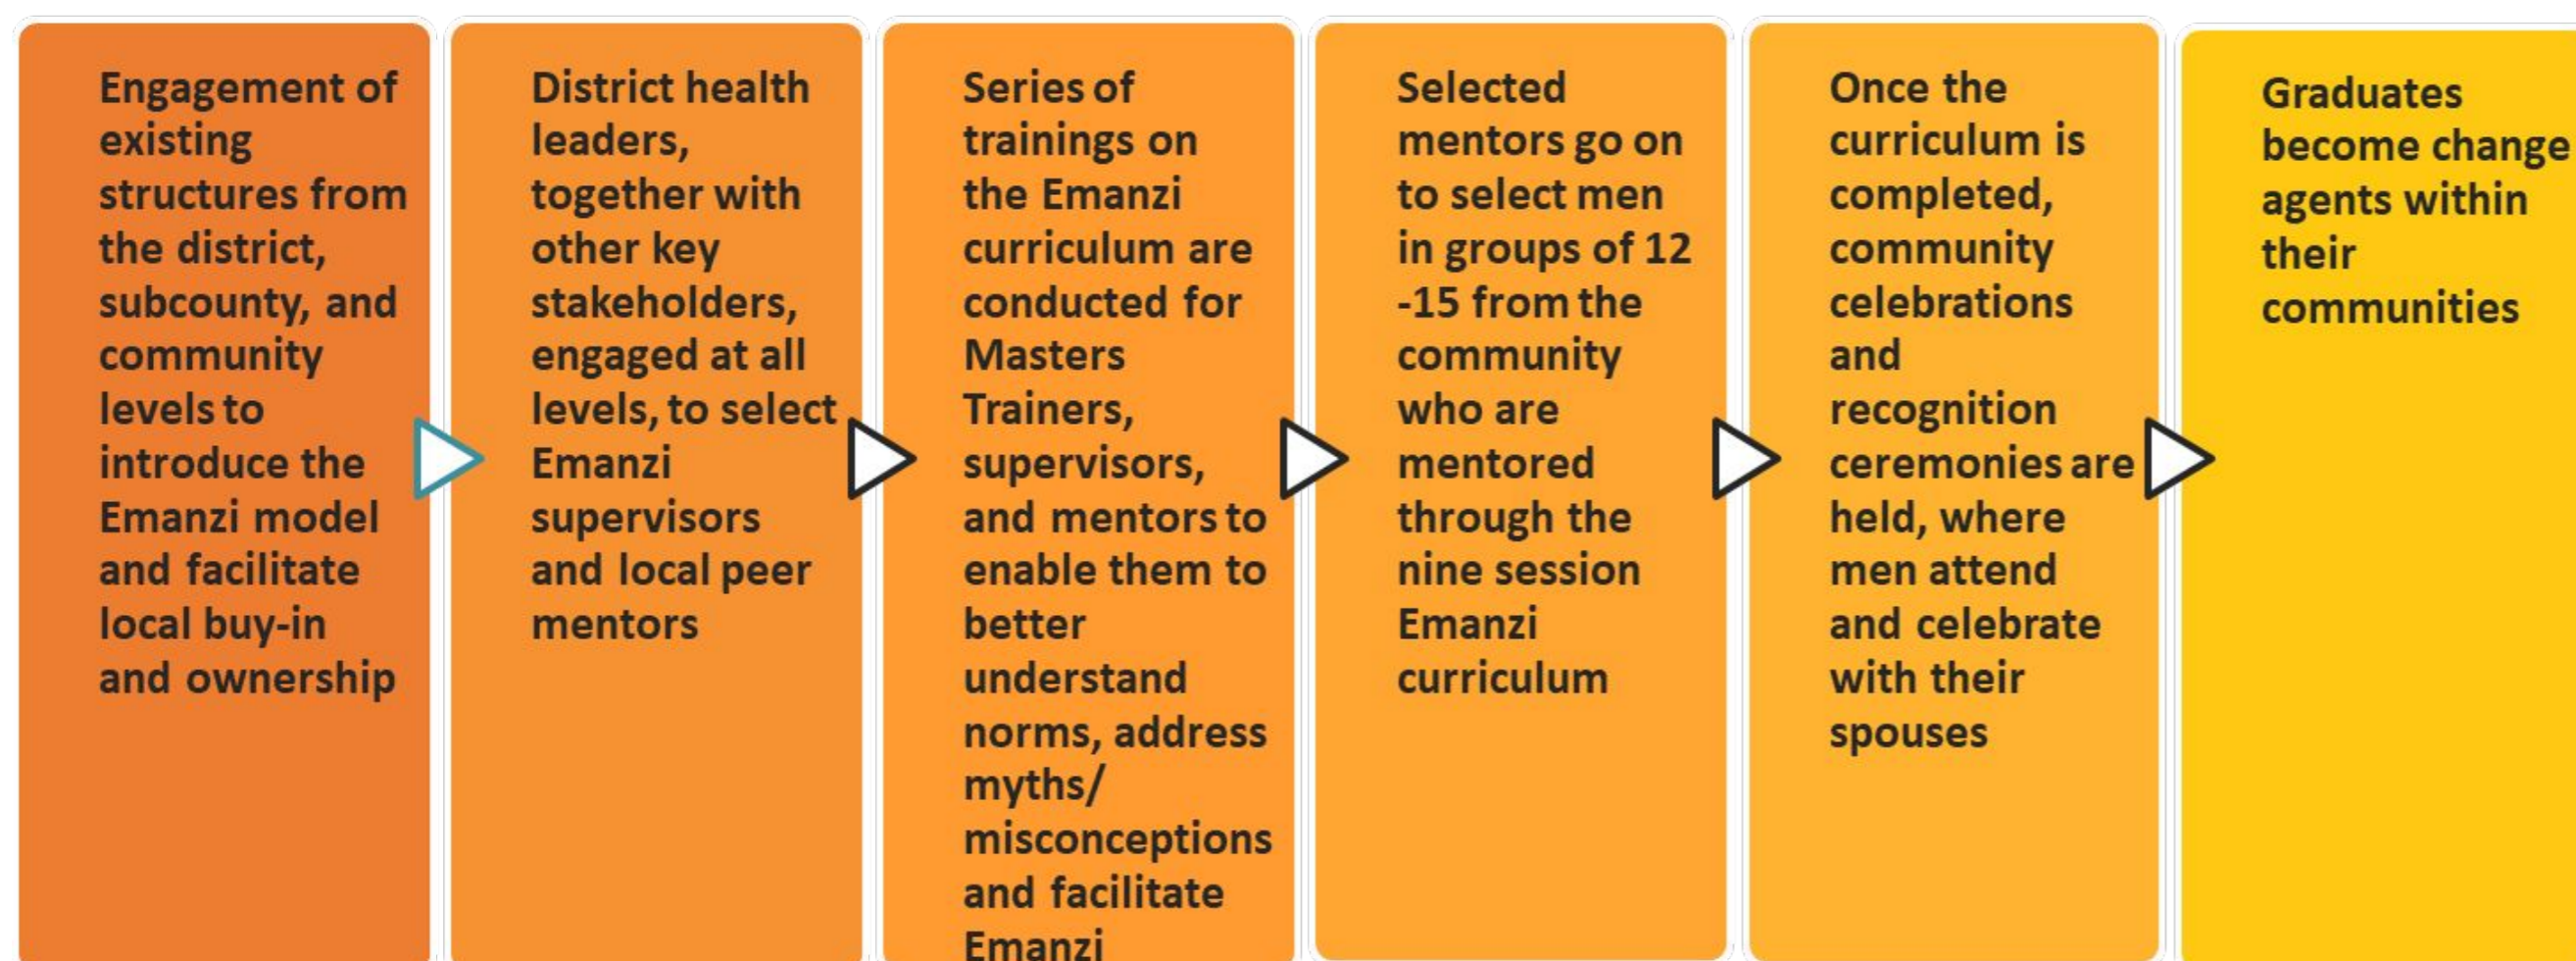 Engagement of
existing
structures from
the district,
subcounty, and
community
levels to
introduce the
Emanzi model
and facilitate
local buy-in
and ownership
District health
leaders,
together with
other key
stakeholders,
engaged at all
levels, to select
Emanzi
supervisors
and local peer
mentors
Series of
trainings on
the Emanzi
curriculum are
conducted for
Masters
Trainers,
supervisors,
and mentors to
enable them to
better
understand
norms, address
myths/
misconceptions
and facilitate
Emanzi
Selected
mentors go on
to select men
in groups of 12
-15 from the
community
who are
mentored
through the
nine session
Emanzi
curriculum
Once the
curriculum is
completed,
community
celebrations
and
recognition
ceremonies are
held, where
men attend
and celebrate
with their
spouses
Graduates
become change
agents within
their
communities